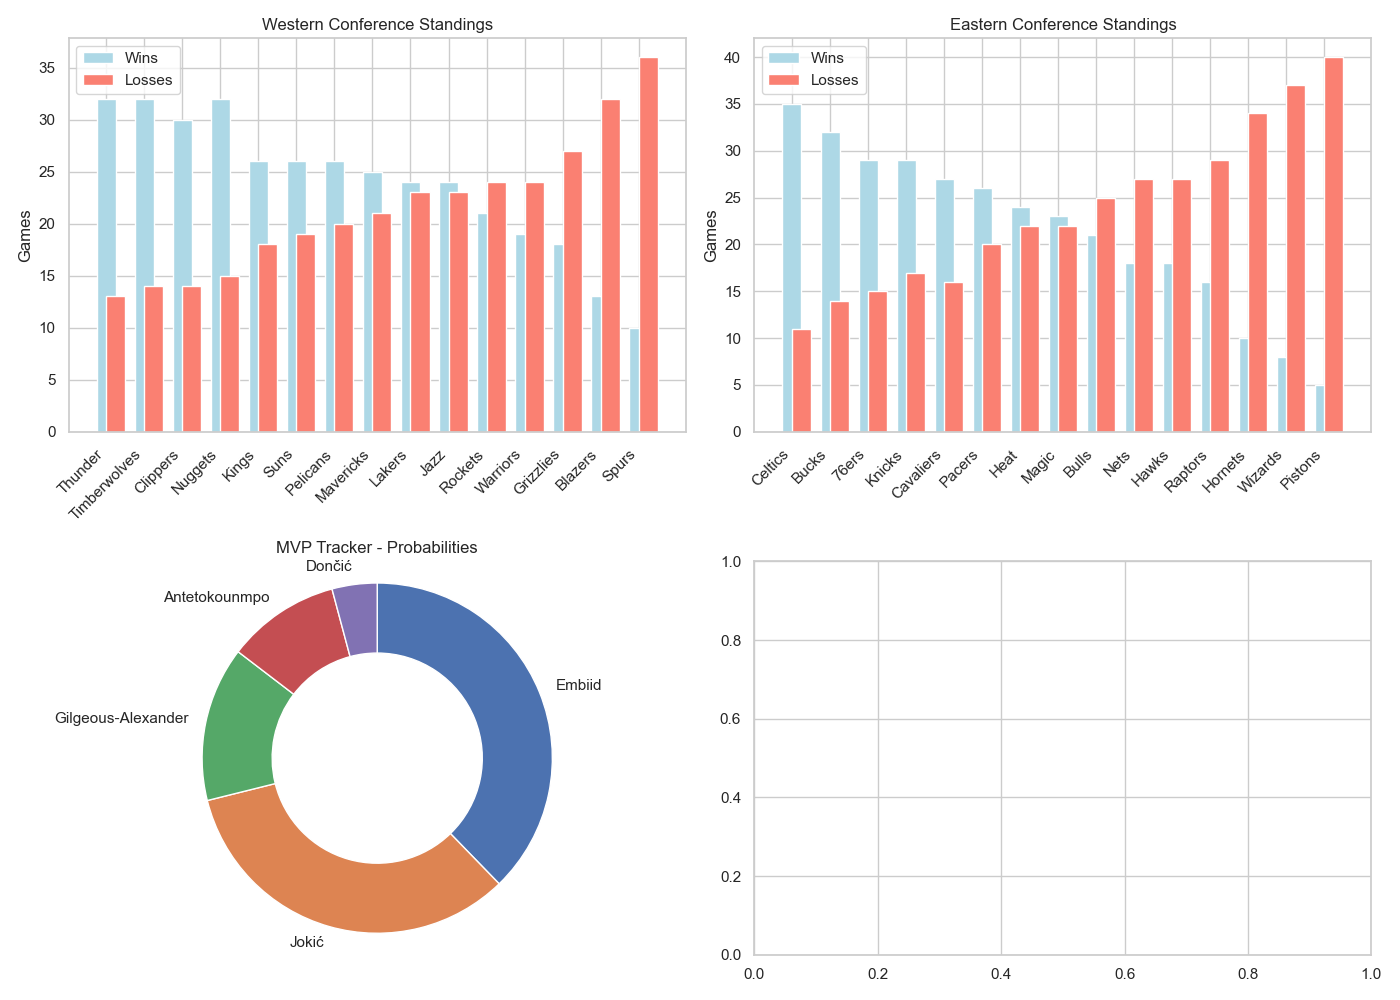 Western Conference Standings
Wins
Losses
Games
35
30
25
20
15
10
5
0
Thunder
Timberwolves
Clippers
Nuggets
Kings
Suns
Pelicans
Mavericks
Lakers
Jazz
Rockets
Warriors
Grizzlies
Blazers
Spurs
Eastern Conference Standings
Wins
Losses
Games
40
35
30
25
20
15
10
5
0
Celtics
Bucks
76ers
Knicks
Cavaliers
Pacers
Heat
Magic
Bulls
Nets
Hawks
Raptors
Hornets
Wizards
Pistons
MVP Tracker - Probabilities
Dončić
Antetokounmpo
Embiid
Gilgeous-Alexander
Jokić
1.0
0.8
0.6
0.4
0.2
0.0
0.0 0.2 0.4 0.6 0.8 1.0